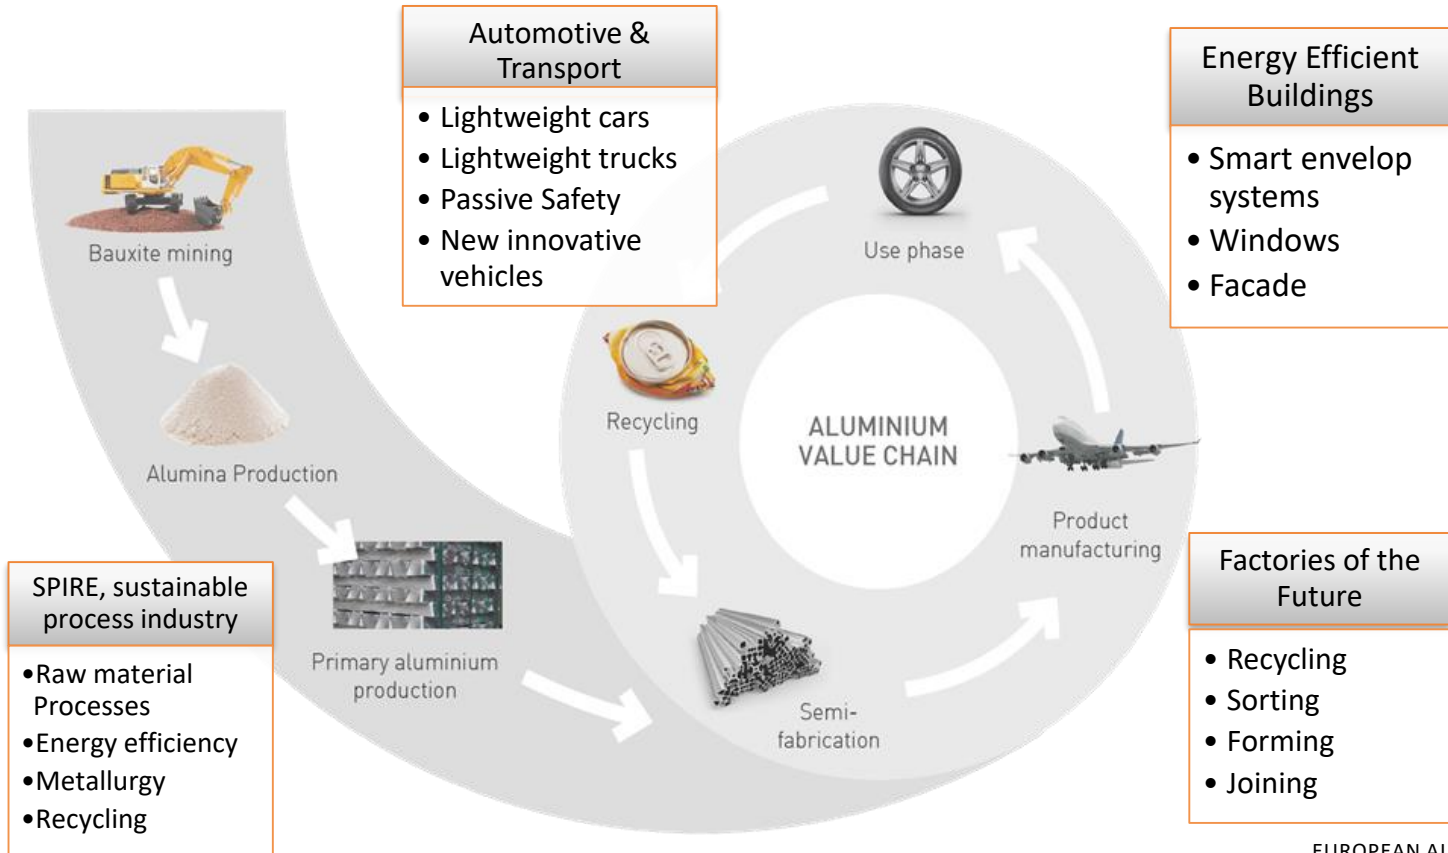 Automotive &
Transport
• Lightweight cars
• Lightweight trucks
• Passive Safety
• New innovative
vehicles
Energy Efficient
Buildings
• Smart envelop
systems
• Windows
• Facade
Bauxite mining
Use phase
Recycling
ALUMINIUM
VALUE CHAIN
Alumina Production
Product
manufacturing
SPIRE, sustainable
process industry
•Raw material
Processes
•Energy efficiency
•Metallurgy
•Recycling
Primary aluminium
production
Semi-
fabrication
Factories of the
Future
• Recycling
• Sorting
• Forming
• Joining
EUROPEAN AL